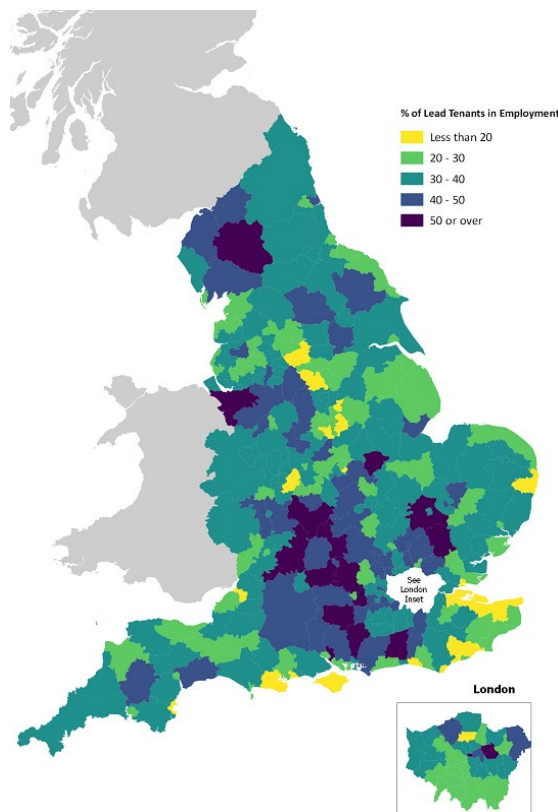 % of Lead Tenants in Employment
Less than 20
20 - 30
30 - 40
40 - 50
50 or over
See
London
Inset
London